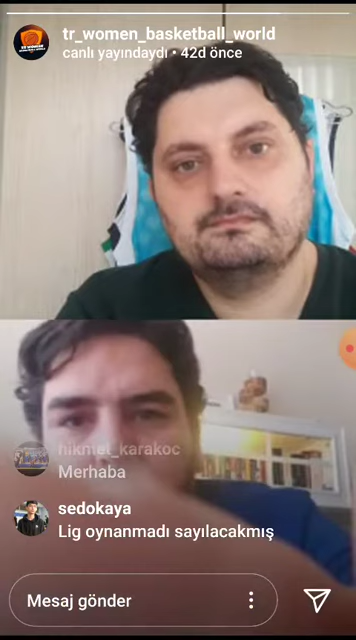 tr_women_basketball_world
canlı yayındaydı • 42d önce
hikmet_karakoc
Merhaba
sedokaya
Lig oynanmadı sayılacakmış
Mesaj gönder